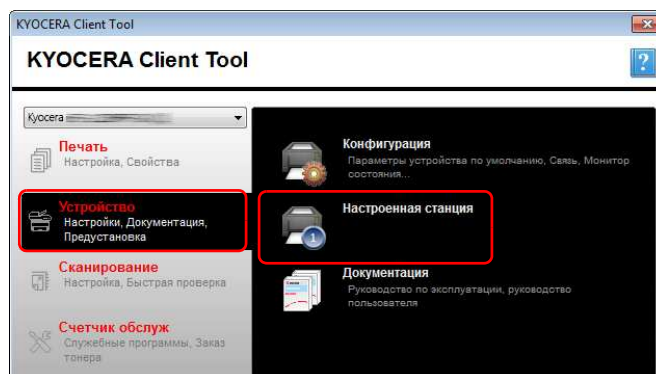 KYOCERA Client Tool
KYOCERA Client Tool
?
Kyocera
Печать
Настройка, Свойства
Устройство
Настройки, Документация,
Предустановка
Сканирование
Настройка, Быстрая проверка
Счетчик обслуж
Служебные программы, Заказ
тонера
Конфигурация
Параметры устройства по умолчанию, Связь, Монитор
состояния...
Настроенная станция
1
Документация
Руководство по эксплуатации, руководство
пользователя